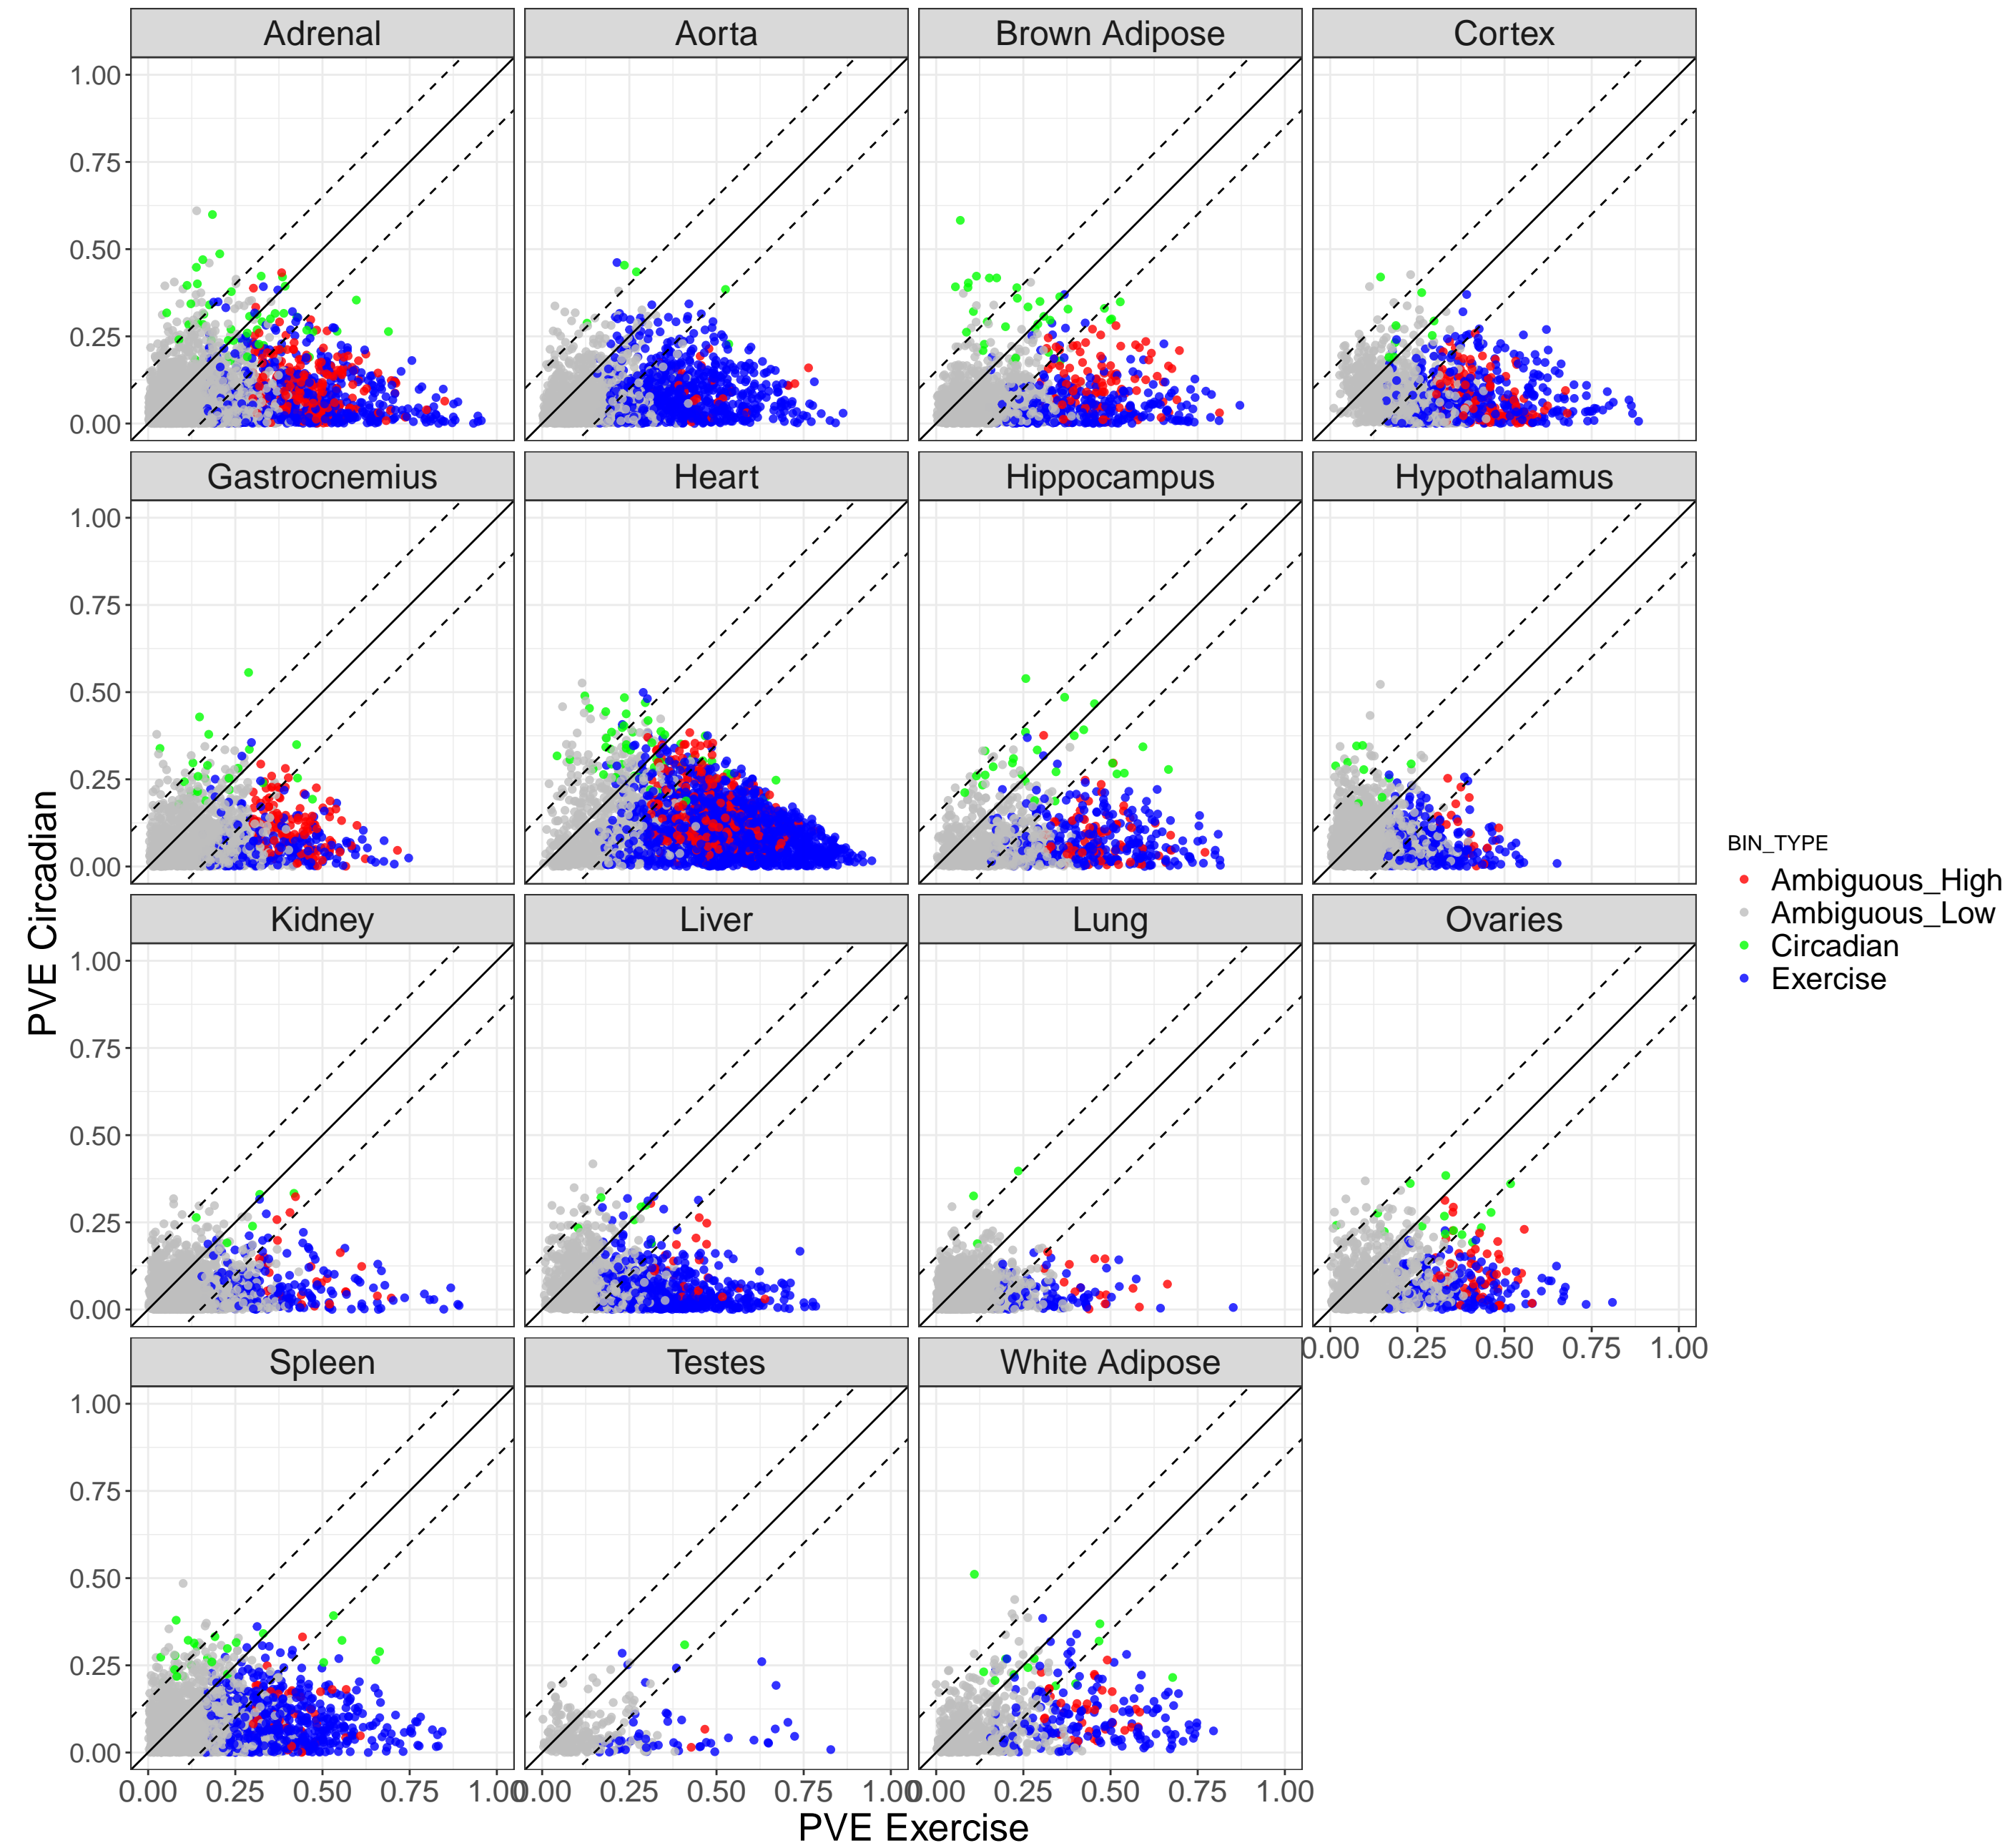 Adrenal Aorta Brown Adipose Cortex
1.00
0.75
0.50
0.25
0.00
Gastrocnemius Heart Hippocampus Hypothalamus
1.00
0.75
0.50
0.25
0.00
PVE Circadian
BIN_TYPE
Ambiguous_High
Ambiguous_Low
Circadian
Exercise
Kidney Liver Lung Ovaries
1.00
0.75
0.50
0.25
0.00
0.00 0.25 0.50 0.75 1.00
Spleen Testes White Adipose
1.00
0.75
0.50
0.25
0.00
0.00 0.25 0.50 0.75 1.00 0.00 0.25 0.50 0.75 1.00 0.00 0.25 0.50 0.75 1.00
PVE Exercise